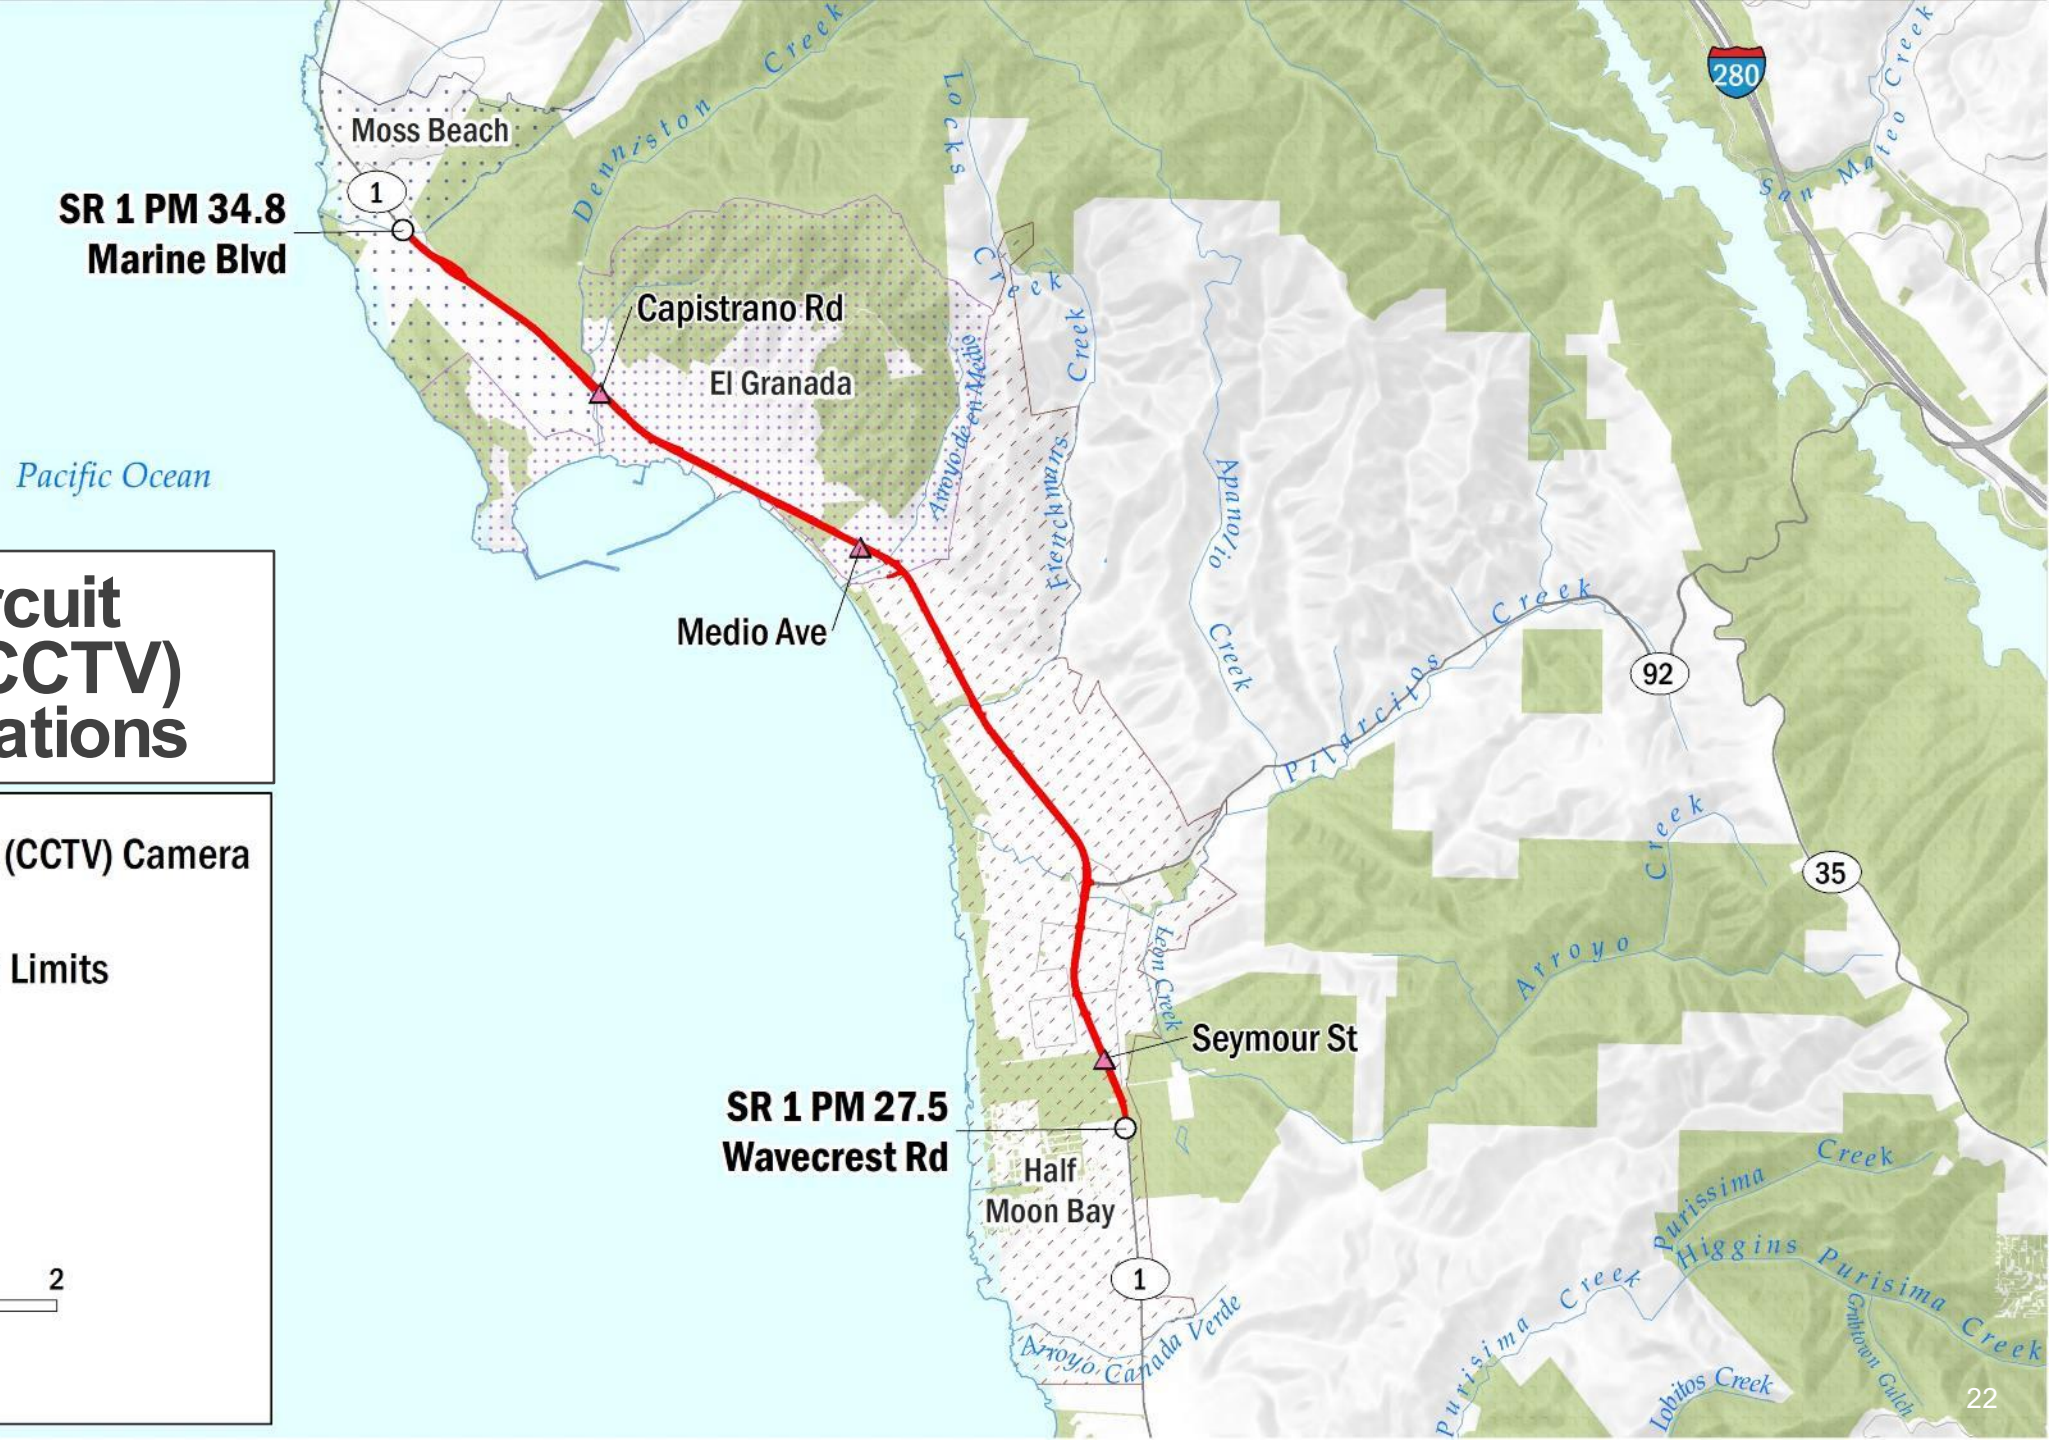 Denniston Creek
Locks Creek
280
San Mateo Creek
Moss Beach
1
SR 1 PM 34.8
Marine Blvd
Capistrano Rd
El Granada
Arroyo de en Medio
Frenchmans Creek
Apanolio Creek
Pacific Ocean
rcuit
CCTV)
ations
Medio Ave
Pilarcitos Creek
92
(CCTV) Camera
Limits
35
Arroyo
Creek
Leon Creek
Seymour St
SR 1 PM 27.5
Wavecrest Rd
Half
Moon Bay
1
2
Purissima Creek
Higgins Purisima Creek
Purisima Creek
Arroyo Canada Verde
Lobitos Creek
Grabtown Gulch
22